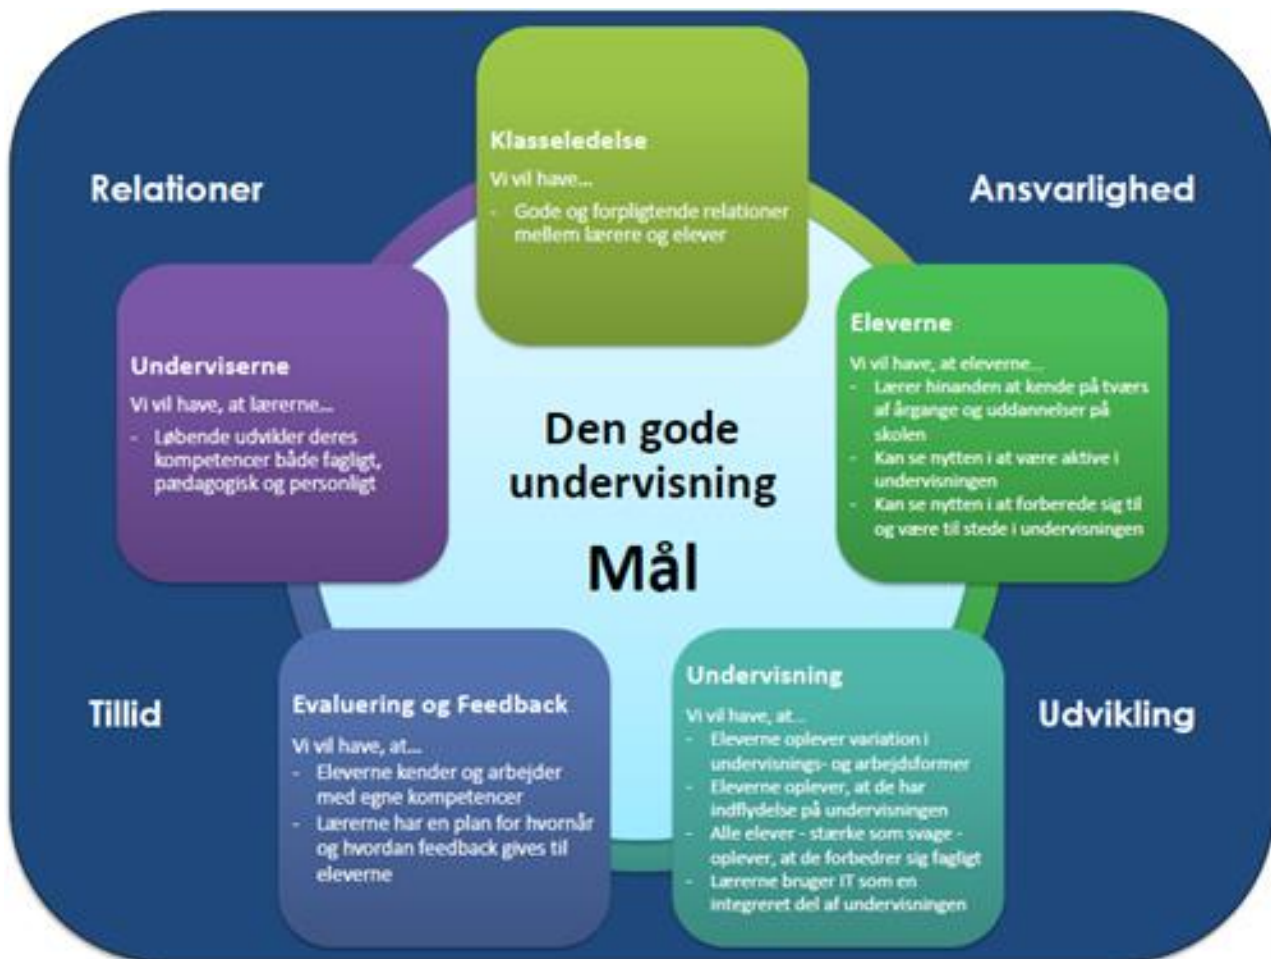 Klasseledelse
Vi vil have...
- Gode og forpligtende relationer
mellem lærere og elever
Relationer
Ansvarlighed
Underviserne
Vi vil have, at lærerne...
- Løbende udvikler deres
kompetencer både fagligt,
pædagogisk og personligt
Eleverne
Vi vil have, at eleverne...
- Lærer hinanden at kende på tværs
af årgange og uddannelser på
skolen
- Kan se nytten i at være aktive i
undervisningen
- Kan se nytten i at forberede sig til
og være til stede i undervisningen
Den gode
undervisning
Mål
Tillid
Evaluering og Feedback
Vi vil have, at...
- Eleverne kender og arbejder
med egne kompetencer
- Lærerne har en plan for hvornår
og hvordan feedback gives til
eleverne
Undervisning
Vi vil have, at...
- Eleverne oplever variation i
undervisnings- og arbejdsformer
- Eleverne oplever, at de har
indflydelse på undervisningen
- Alle elever - stærke som svage -
oplever, at de forbedrer sig fagligt
- Lærerne bruger IT som en
integreret del af undervisningen
Udvikling